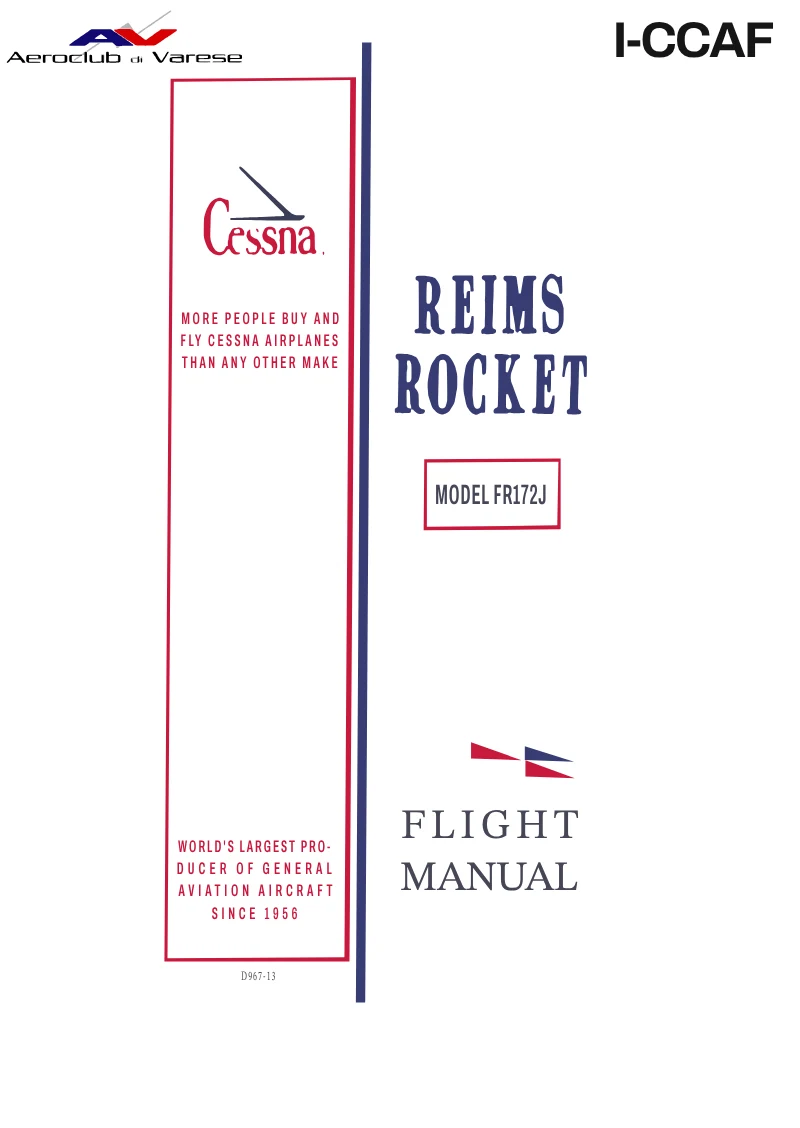 Aeroclub di Varese
I-CCAF
Cessna.
MORE PEOPLE BUY AND
FLY CESSNA AIRPLANES
THAN ANY OTHER MAKE
WORLD'S LARGEST PRO-
DUCER OF GENERAL
AVIATION AIRCRAFT
SINCE 1956
D967-13
REIMS
ROCKET
MODEL FR172J
FLIGHT
MANUAL